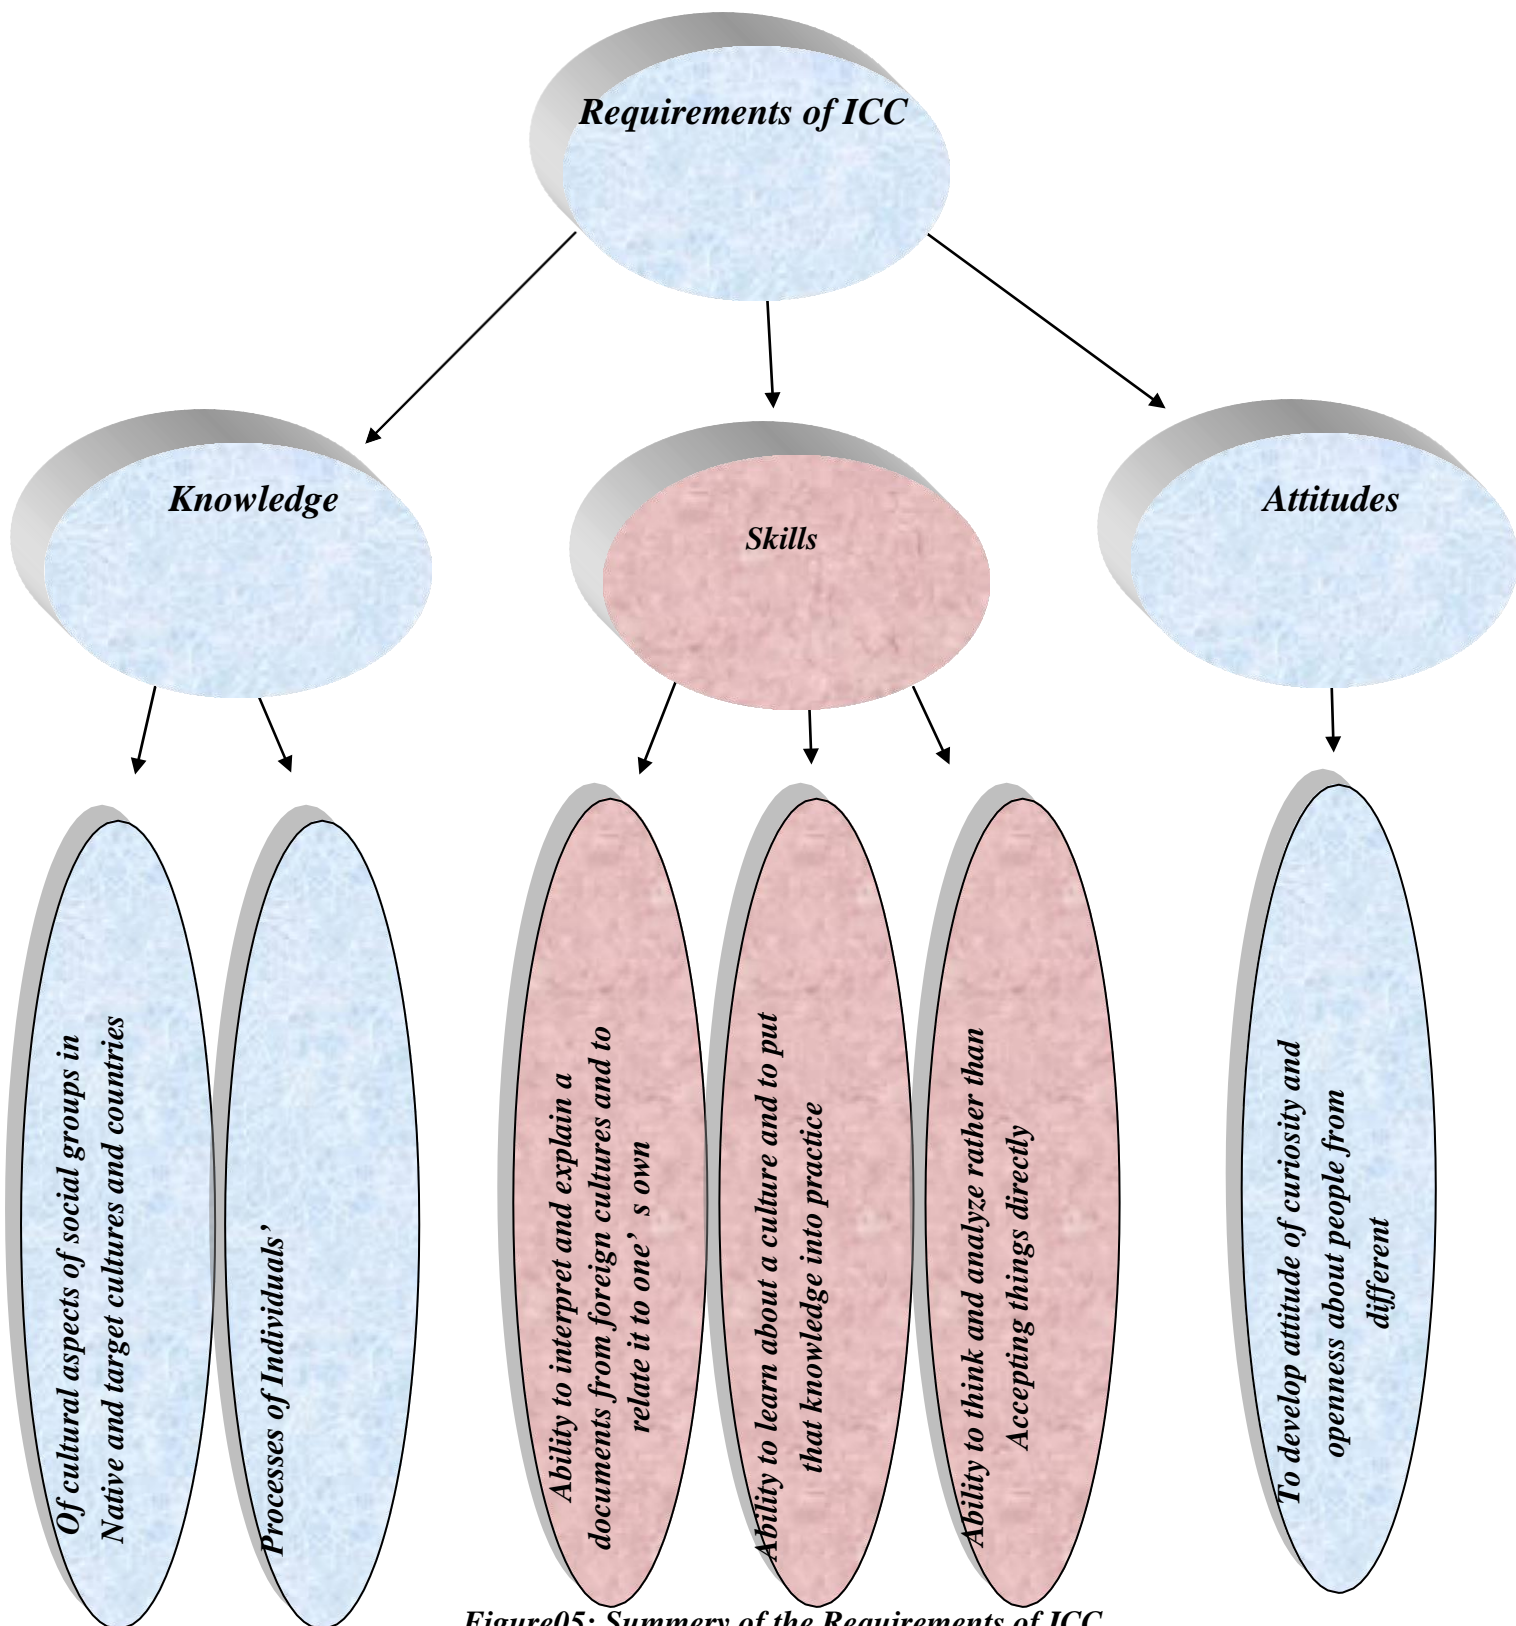 Requirements of ICC
Knowledge
Skills
Attitudes
Of cultural aspects of social groups in
Native and target cultures and countries
Processes of Individuals’
Ability to interpret and explain a
documents from foreign cultures and to
relate it to one’ s own
Ability to learn about a culture and to put
that knowledge into practice
Ability to think and analyze rather than
Accepting things directly
To develop attitude of curiosity and
openness about people from
different
Figure05: Summery of the Requirements of ICC